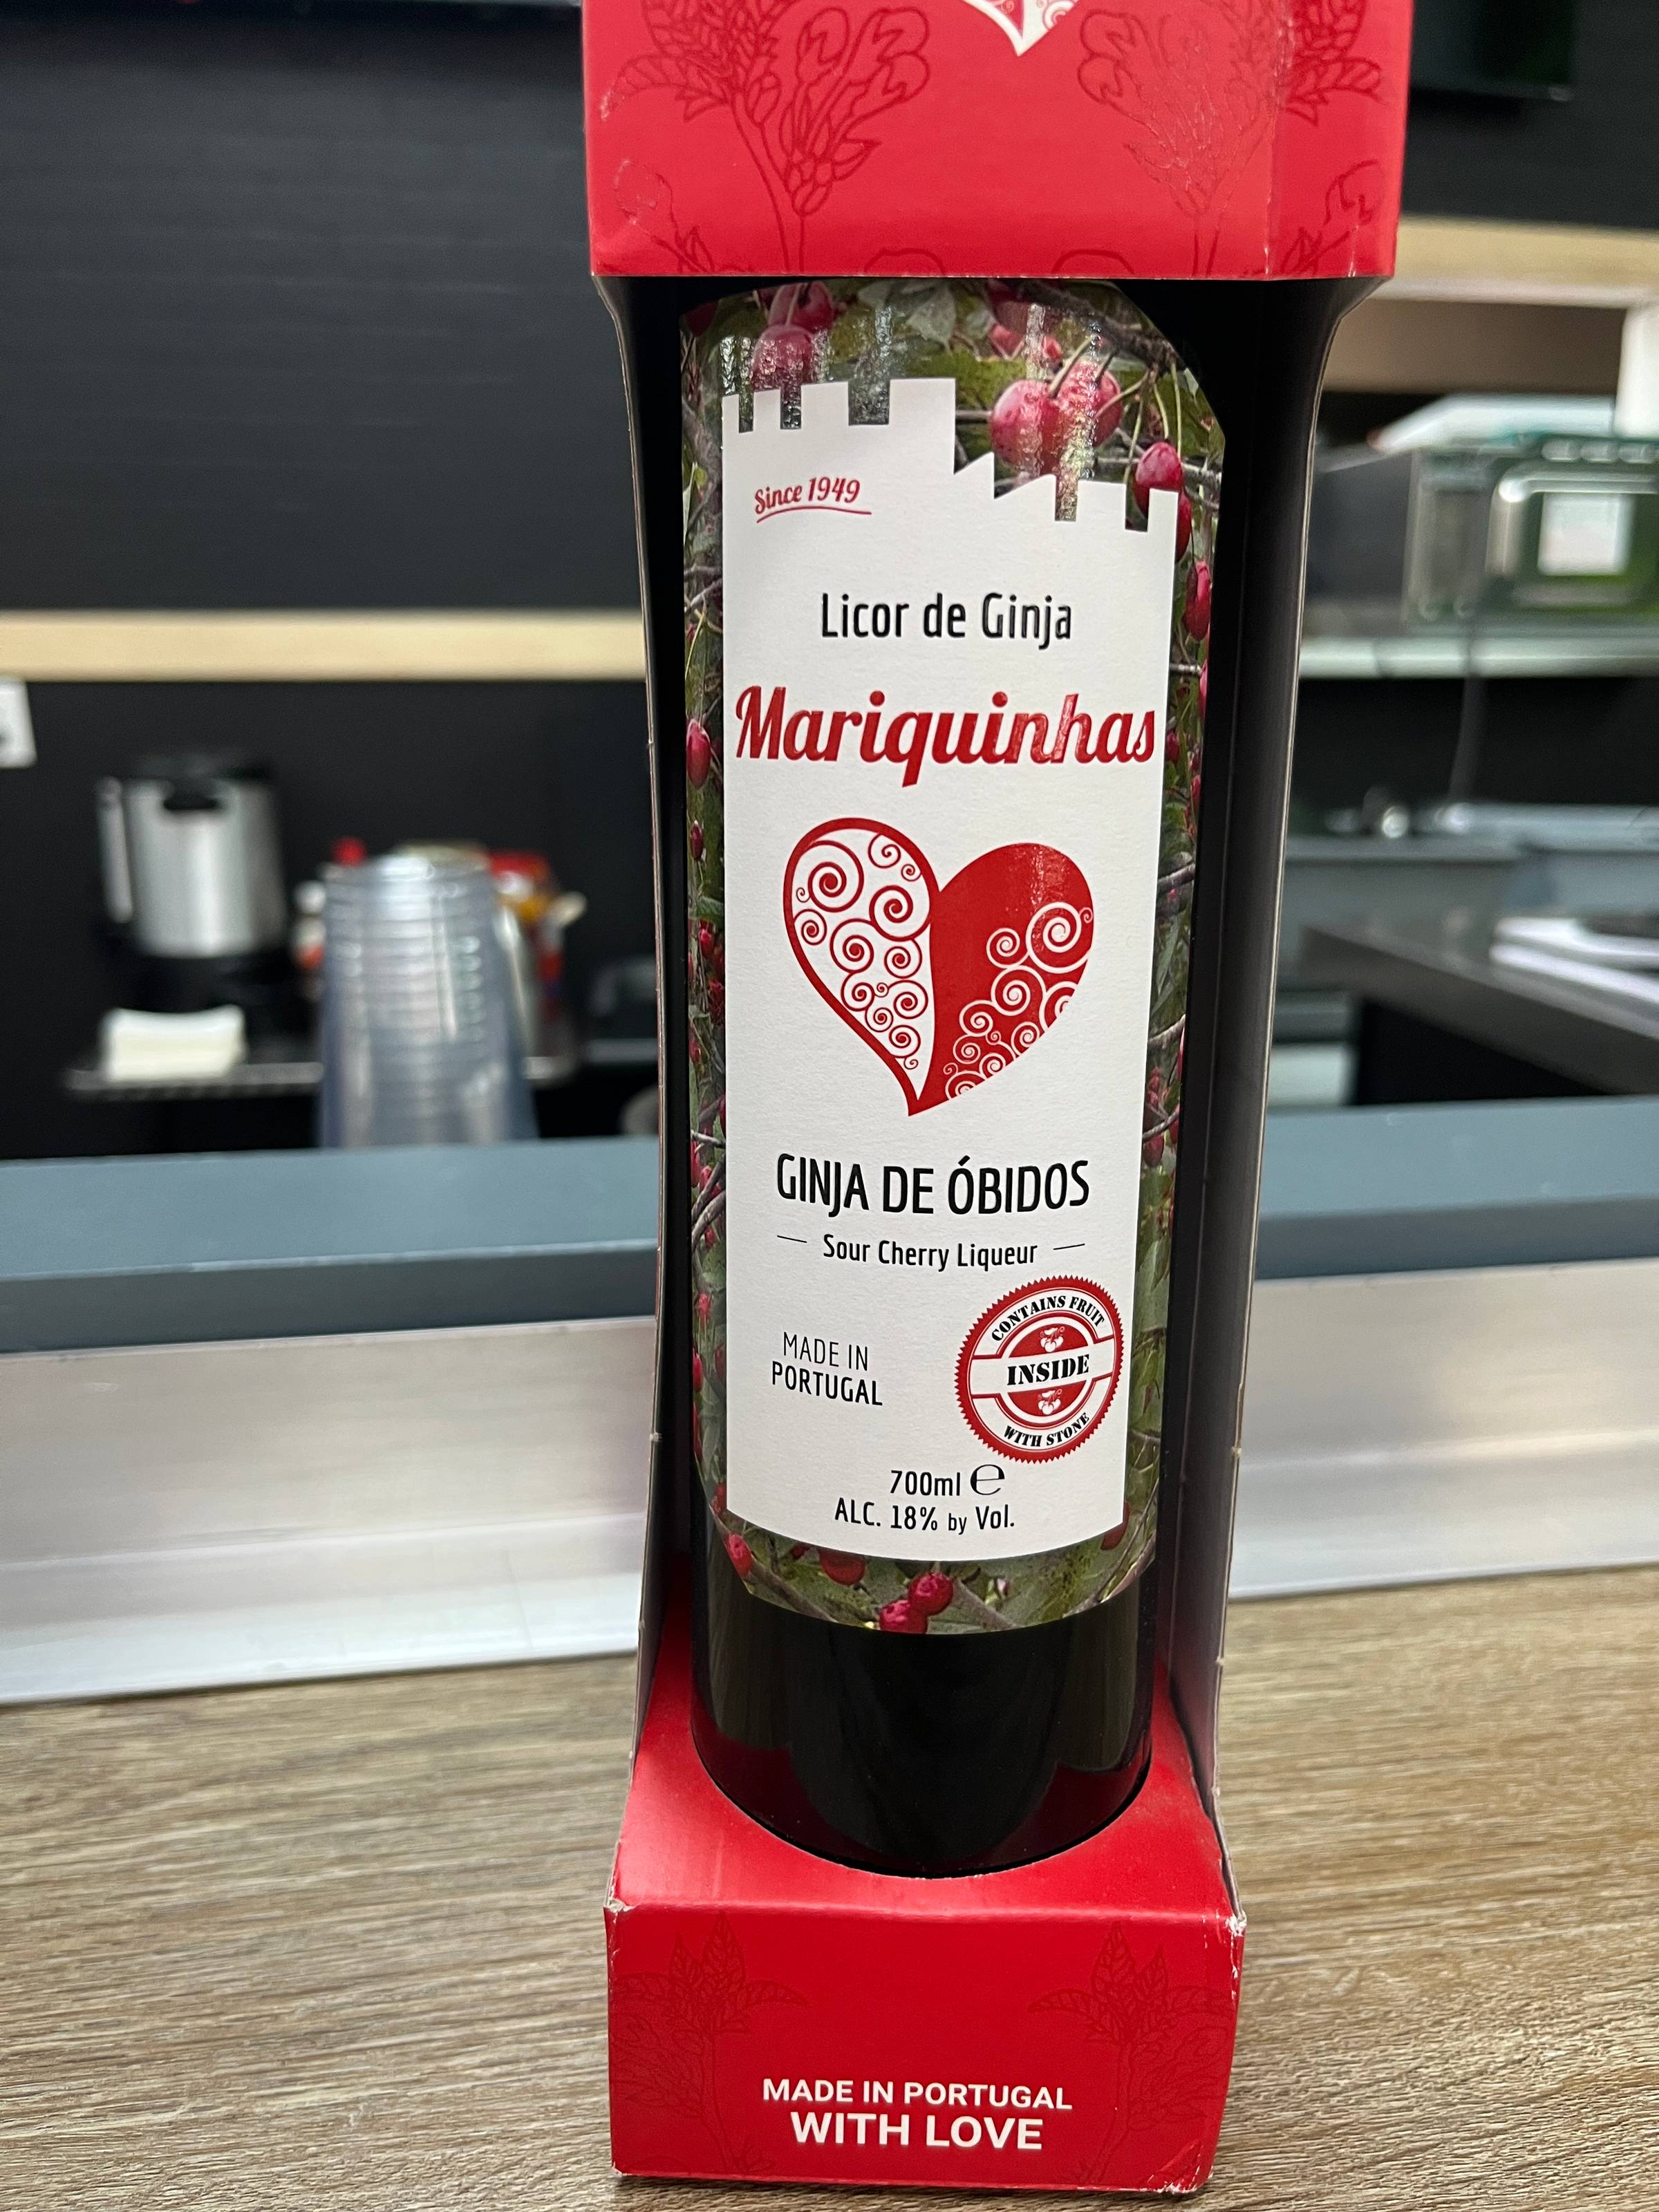 Since 1949
Licor de Ginja
Mariquinhas
GINJA DE ÓBIDOS
Sour Cherry Liqueur
MADE IN
PORTUGAL
CONTAINS FRUIT
INSIDE
WITH STONE
700ml ℮
ALC. 18% by Vol.
MADE IN PORTUGAL
WITH LOVE